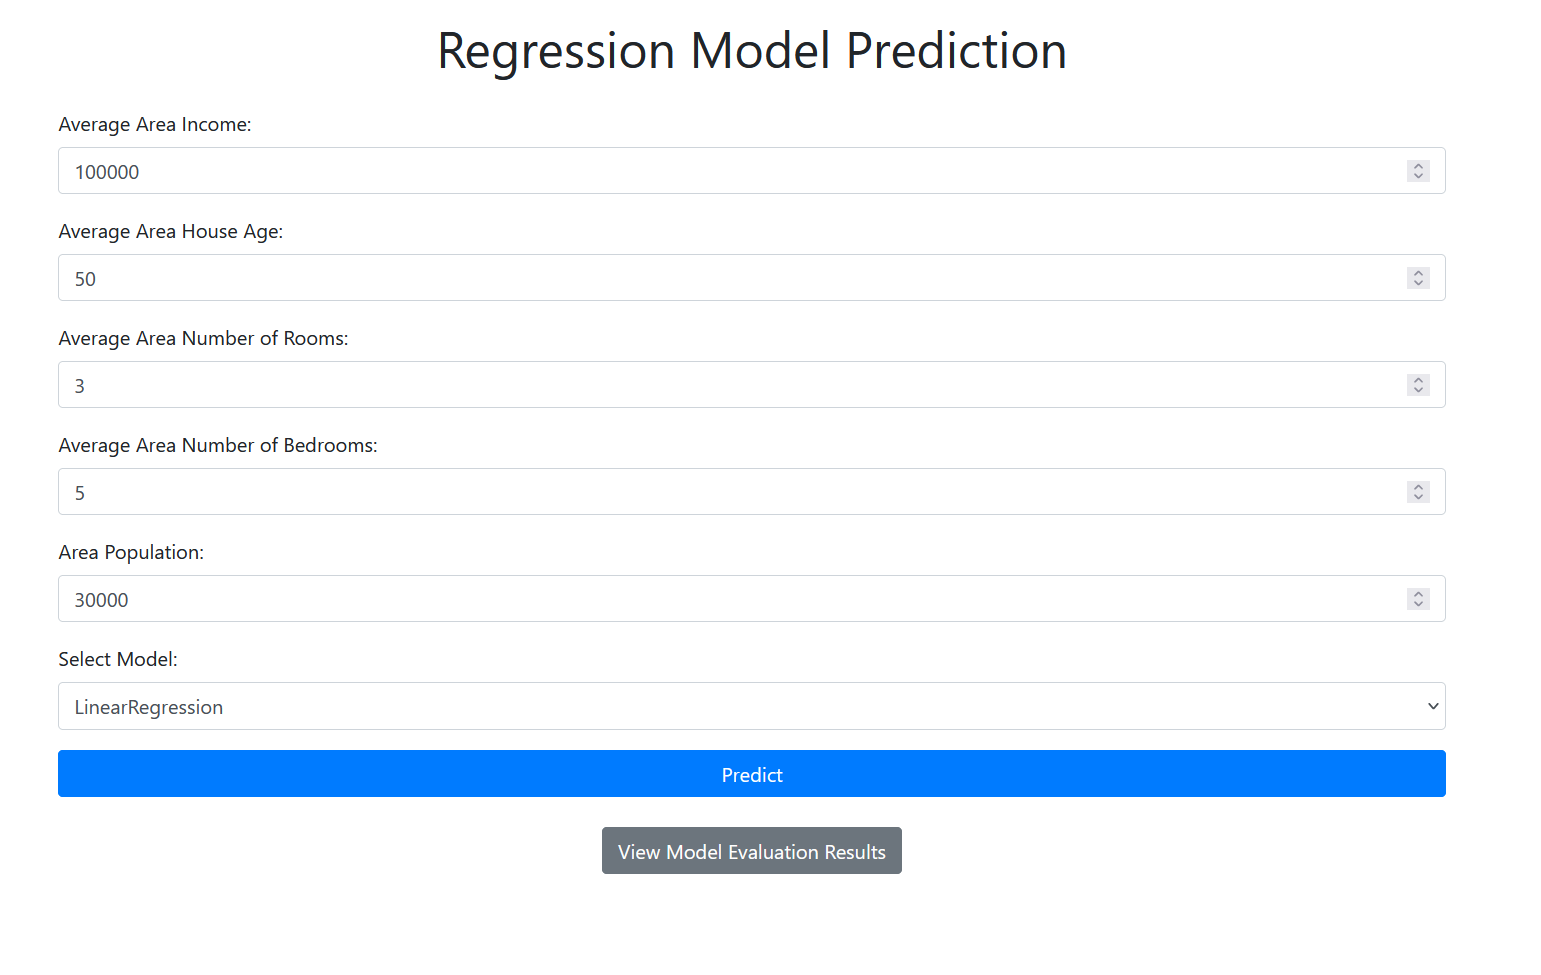 Regression Model Prediction
Average Area Income:
100000
Average Area House Age:
50
Average Area Number of Rooms:
3
Average Area Number of Bedrooms:
5
Area Population:
30000
Select Model:
LinearRegression
Predict
View Model Evaluation Results